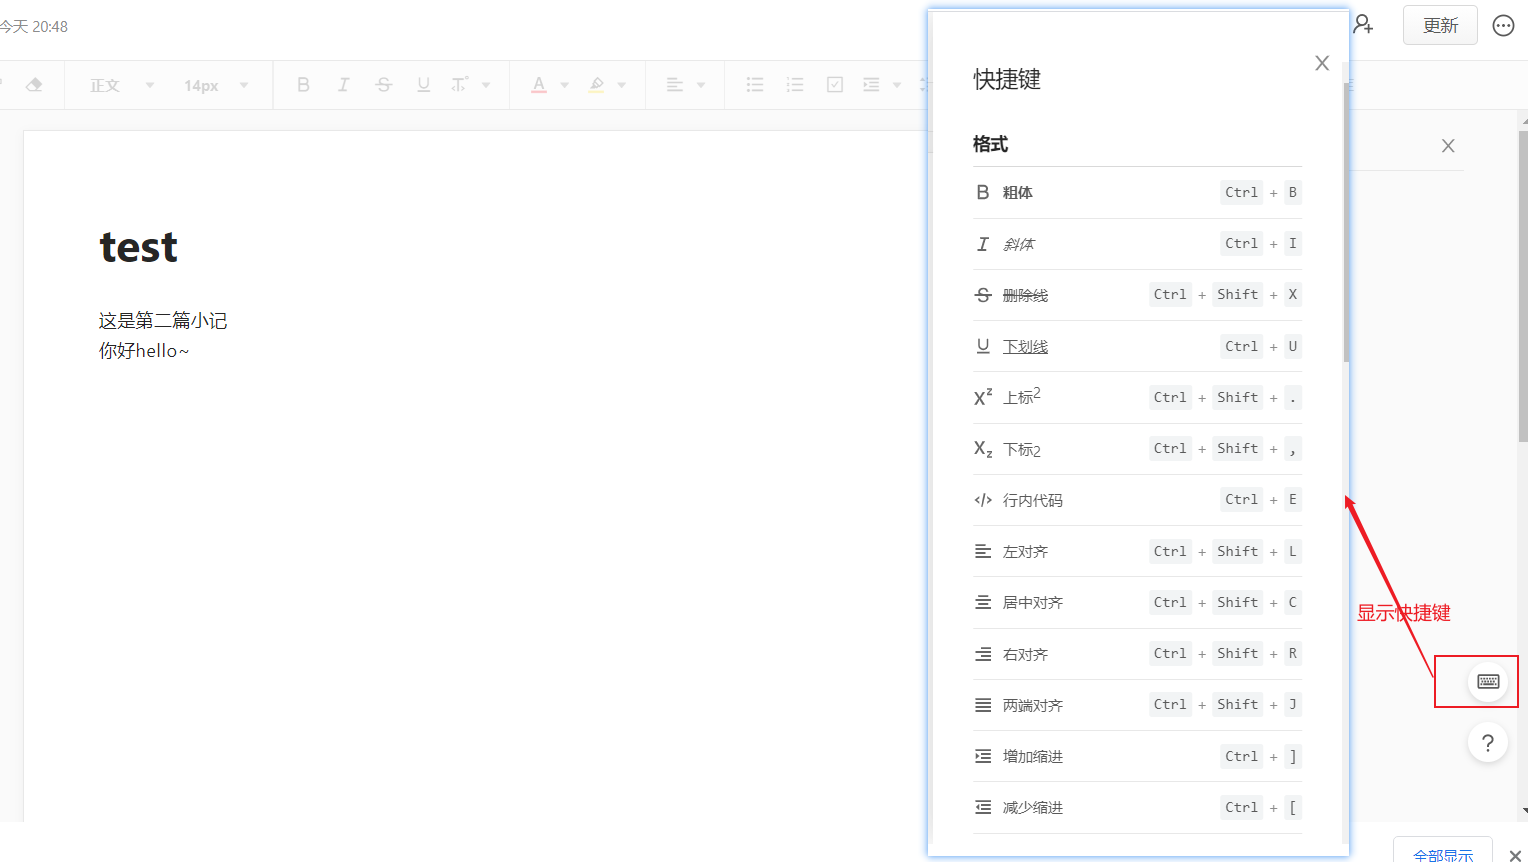 今天 20:48
更新
正文
14px
test
这是第二篇小记
你好hello~
快捷键
格式
粗体 Ctrl + B
斜体 Ctrl + I
删除线 Ctrl + Shift + X
下划线 Ctrl + U
上标2 Ctrl + Shift + .
下标2 Ctrl + Shift + ,
行内代码 Ctrl + E
左对齐 Ctrl + Shift + L
居中对齐 Ctrl + Shift + C
右对齐 Ctrl + Shift + R
两端对齐 Ctrl + Shift + J
增加缩进 Ctrl + ]
减少缩进 Ctrl + [
显示快捷键
全部显示